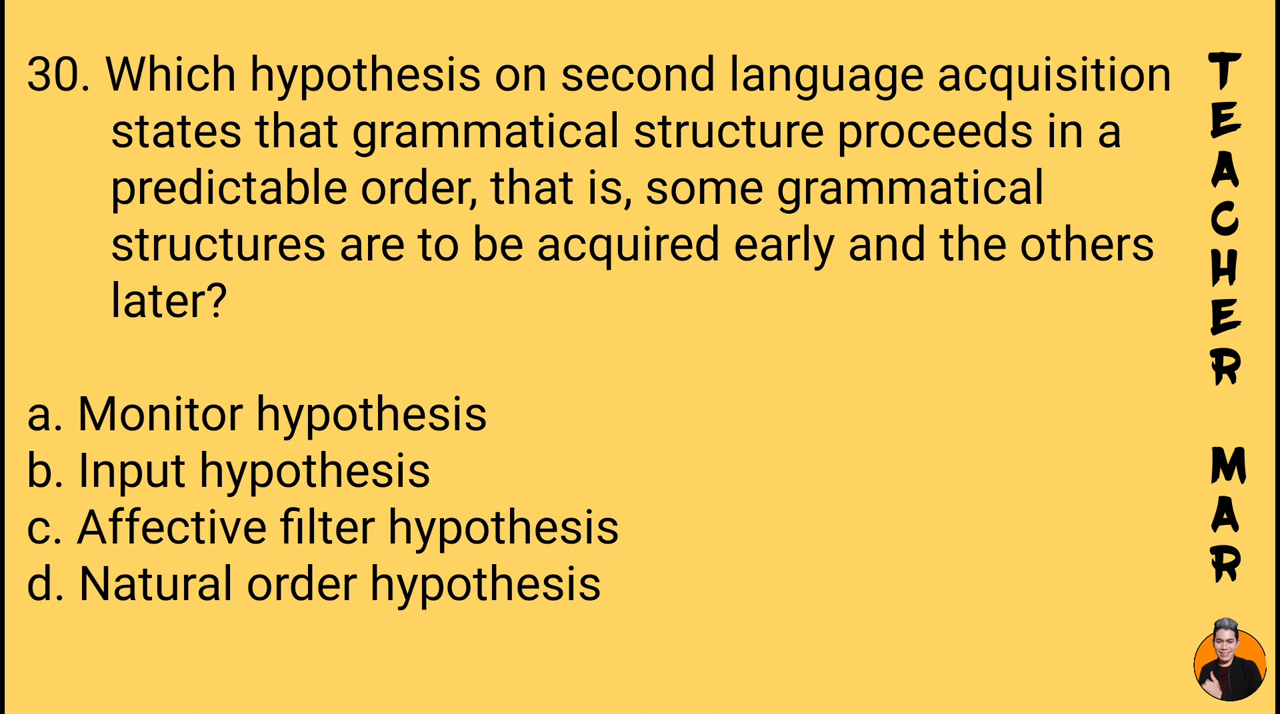 30. Which hypothesis on second language acquisition
states that grammatical structure proceeds in a
predictable order, that is, some grammatical
structures are to be acquired early and the others
later?
a. Monitor hypothesis
b. Input hypothesis
c. Affective filter hypothesis
d. Natural order hypothesis
TEACHER MAR